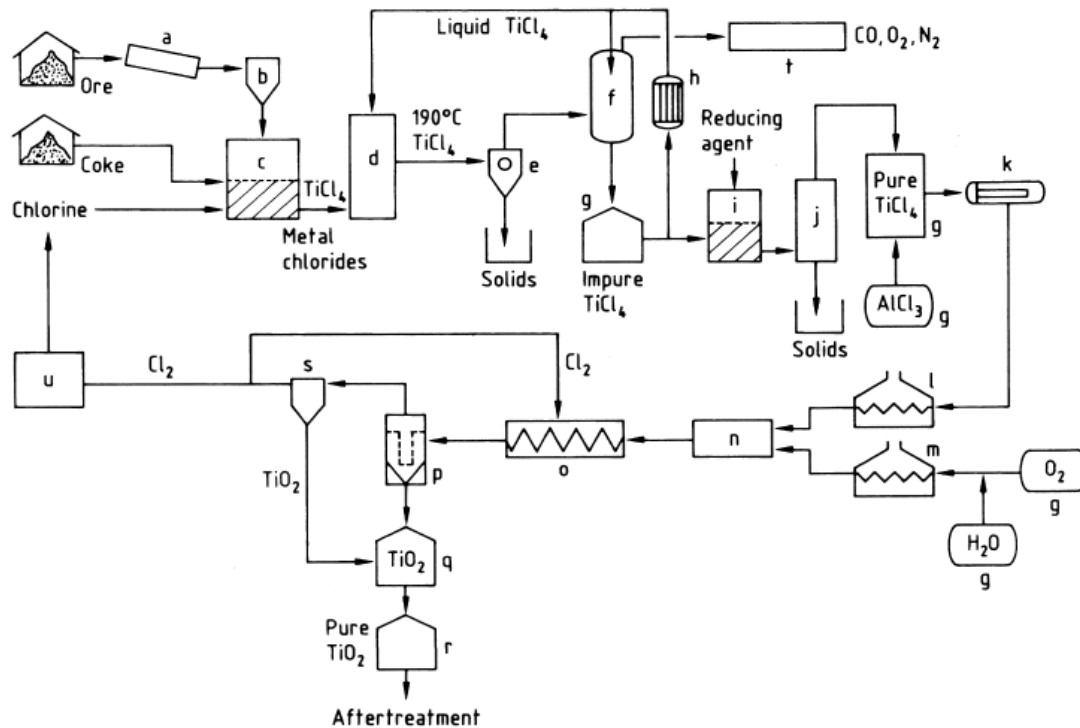 a
Liquid TiCl₄
CO, O₂, N₂
t
Ore
b
f
h
190°C
TiCl₄
Reducing
agent
Coke
c
d
e
k
TiCl₄
g
i
j
Pure
TiCl₄
g
Chlorine
Metal
chlorides
Solids
Impure
TiCl₄
AlCl₃
g
Solids
u
Cl₂
s
Cl₂
l
n
m
O₂
g
TiO₂
p
o
H₂O
g
TiO₂
q
Pure
TiO₂
r
Aftertreatment